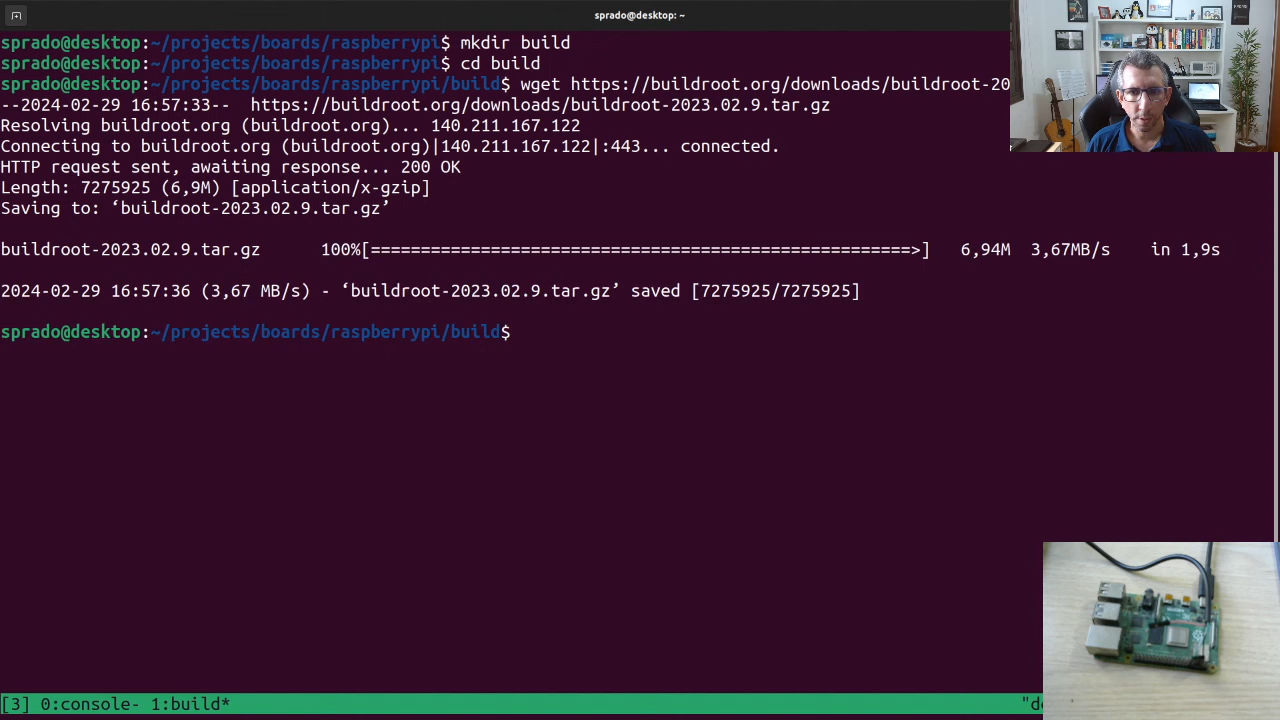 sprado@desktop: ~
sprado@desktop:~/projects/boards/raspberrypi$ mkdir build
sprado@desktop:~/projects/boards/raspberrypi$ cd build
sprado@desktop:~/projects/boards/raspberrypi/build$ wget https://buildroot.org/downloads/buildroot-20
--2024-02-29 16:57:33--  https://buildroot.org/downloads/buildroot-2023.02.9.tar.gz
Resolving buildroot.org (buildroot.org)... 140.211.167.122
Connecting to buildroot.org (buildroot.org)|140.211.167.122|:443... connected.
HTTP request sent, awaiting response... 200 OK
Length: 7275925 (6,9M) [application/x-gzip]
Saving to: ‘buildroot-2023.02.9.tar.gz’
buildroot-2023.02.9.tar.gz      100%[======================================================>]   6,94M  3,67MB/s    in 1,9s
2024-02-29 16:57:36 (3,67 MB/s) - ‘buildroot-2023.02.9.tar.gz’ saved [7275925/7275925]
sprado@desktop:~/projects/boards/raspberrypi/build$
[3] 0:console- 1:build* "de